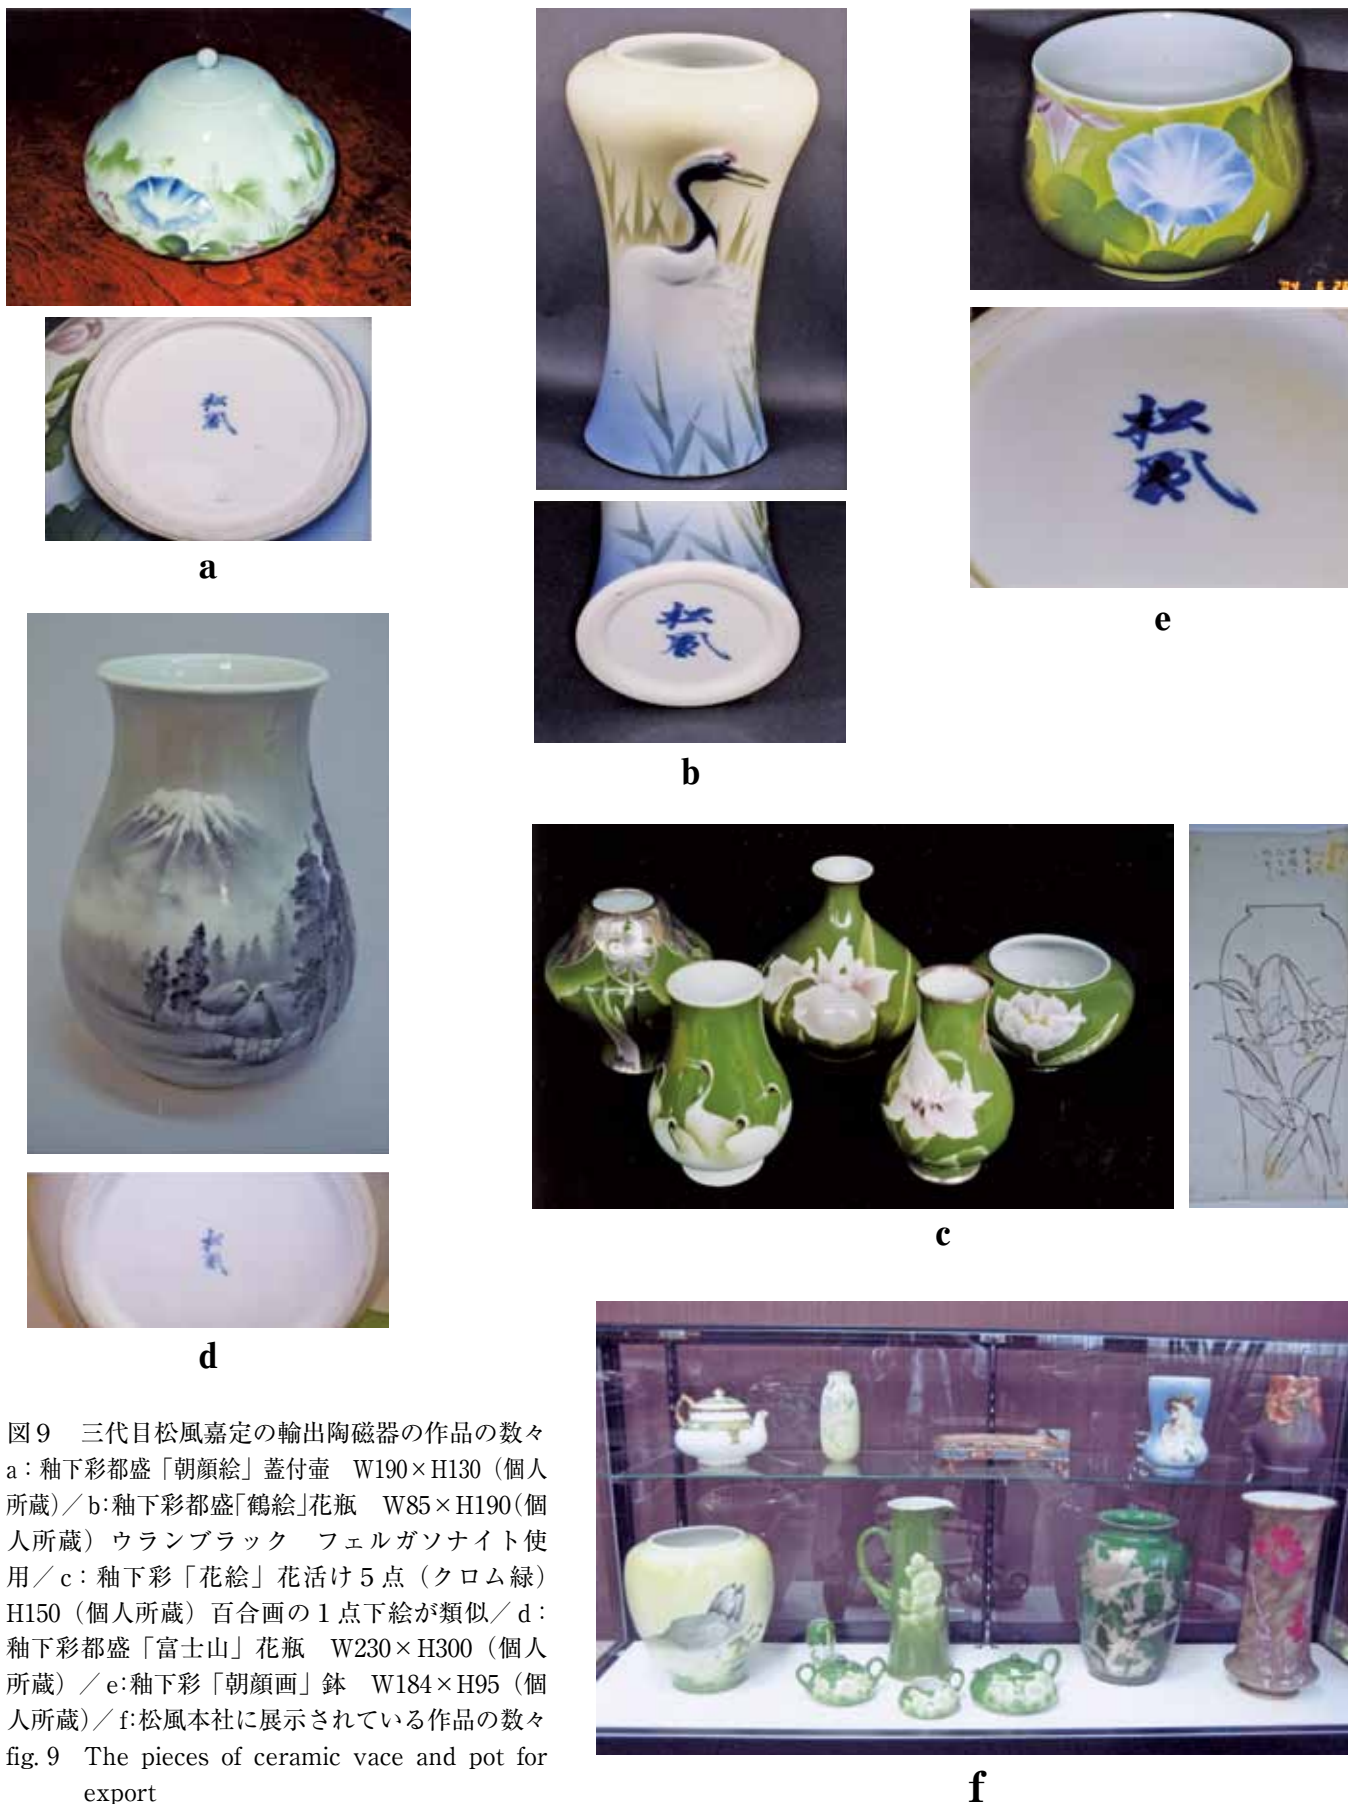 松
風
a
松
風
b
松
風
e
松
風
d
c
図9 三代目松風嘉定の輸出陶磁器の作品の数々
a:釉下彩都盛「朝顔絵」蓋付壷 W190×H130(個人
所蔵)/b:釉下彩都盛「鶴絵」花瓶 W85×H190(個
人所蔵)ウランブラック フェルガソナイト使
用/c:釉下彩「花絵」花活け5点(クロム緑)
H150(個人所蔵)百合画の1点下絵が類似/d:
釉下彩都盛「富士山」花瓶 W230×H300(個人
所蔵)/e:釉下彩「朝顔画」鉢 W184×H95(個
人所蔵)/f:松風本社に展示されている作品の数々
fig. 9 The pieces of ceramic vace and pot for
export
f